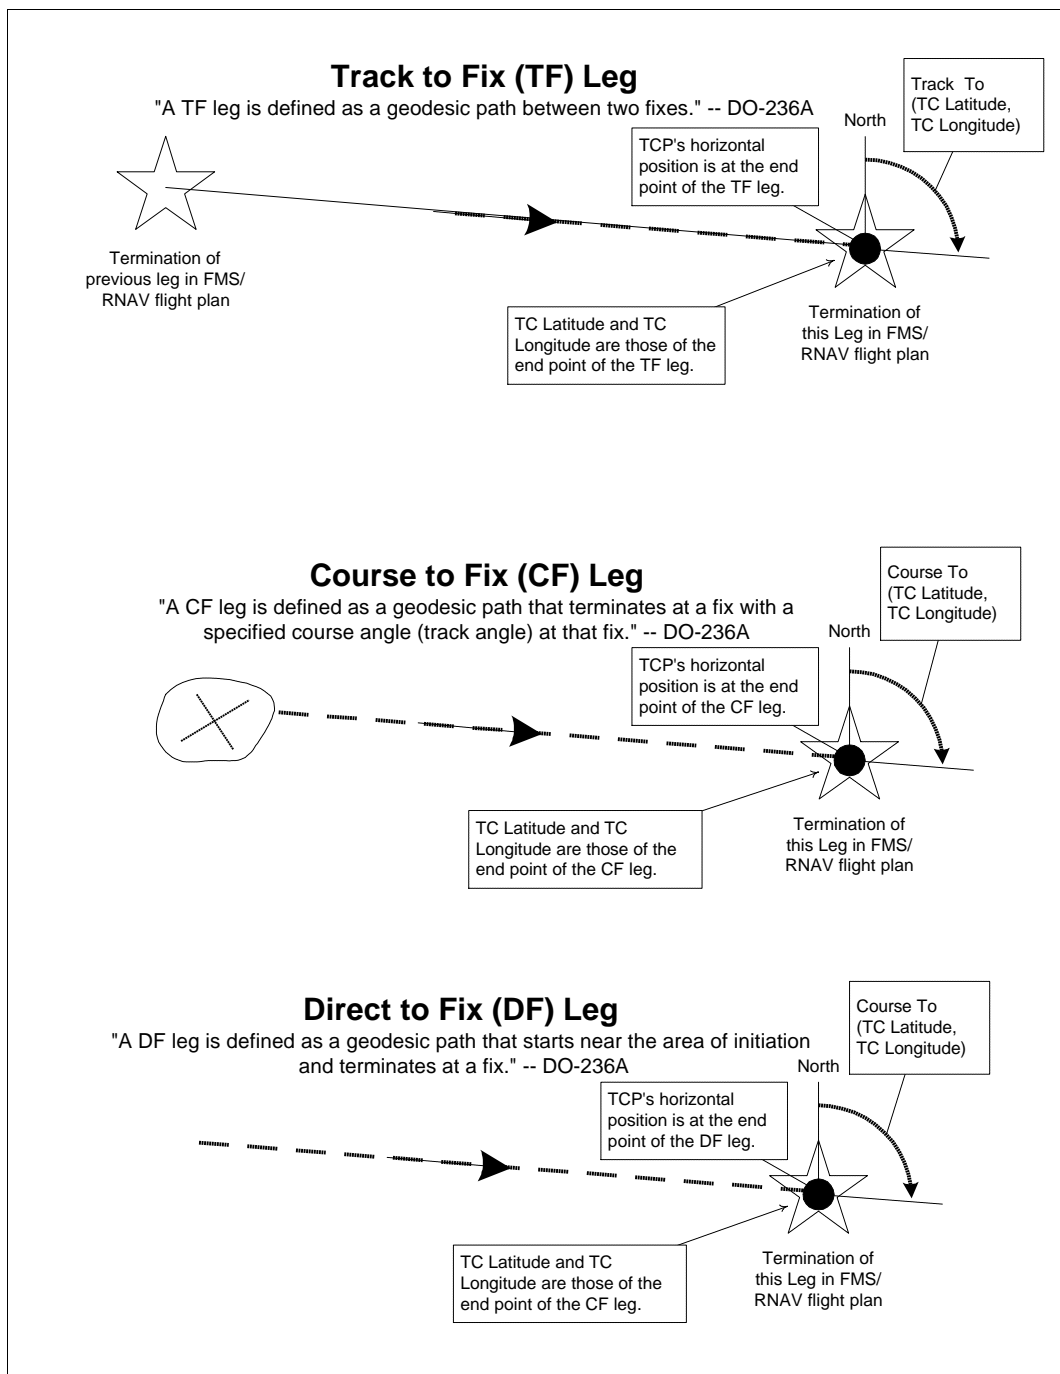 Track to Fix (TF) Leg
"A TF leg is defined as a geodesic path between two fixes." -- DO-236A
Track To
(TC Latitude,
TC Longitude)
North
TCP's horizontal
position is at the end
point of the TF leg.
Termination of
previous leg in FMS/
RNAV flight plan
TC Latitude and TC
Longitude are those of the
end point of the TF leg.
Termination of
this Leg in FMS/
RNAV flight plan
Course to Fix (CF) Leg
"A CF leg is defined as a geodesic path that terminates at a fix with a
specified course angle (track angle) at that fix." -- DO-236A
Course To
(TC Latitude,
TC Longitude)
North
TCP's horizontal
position is at the end
point of the CF leg.
TC Latitude and TC
Longitude are those of the
end point of the CF leg.
Termination of
this Leg in FMS/
RNAV flight plan
Direct to Fix (DF) Leg
"A DF leg is defined as a geodesic path that starts near the area of initiation
and terminates at a fix." -- DO-236A
Course To
(TC Latitude,
TC Longitude)
North
TCP's horizontal
position is at the end
point of the DF leg.
TC Latitude and TC
Longitude are those of the
end point of the CF leg.
Termination of
this Leg in FMS/
RNAV flight plan